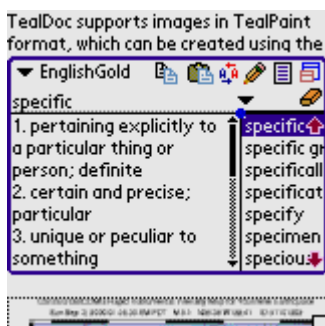 TealDoc supports images in TealPaint
format, which can be created using the
EnglishGold
specific
1. pertaining explicitly to
a particular thing or
person; definite
2. certain and precise;
particular
3. unique or peculiar to
something
specific
specific gr
specificall
specificat
specify
specimen
specious